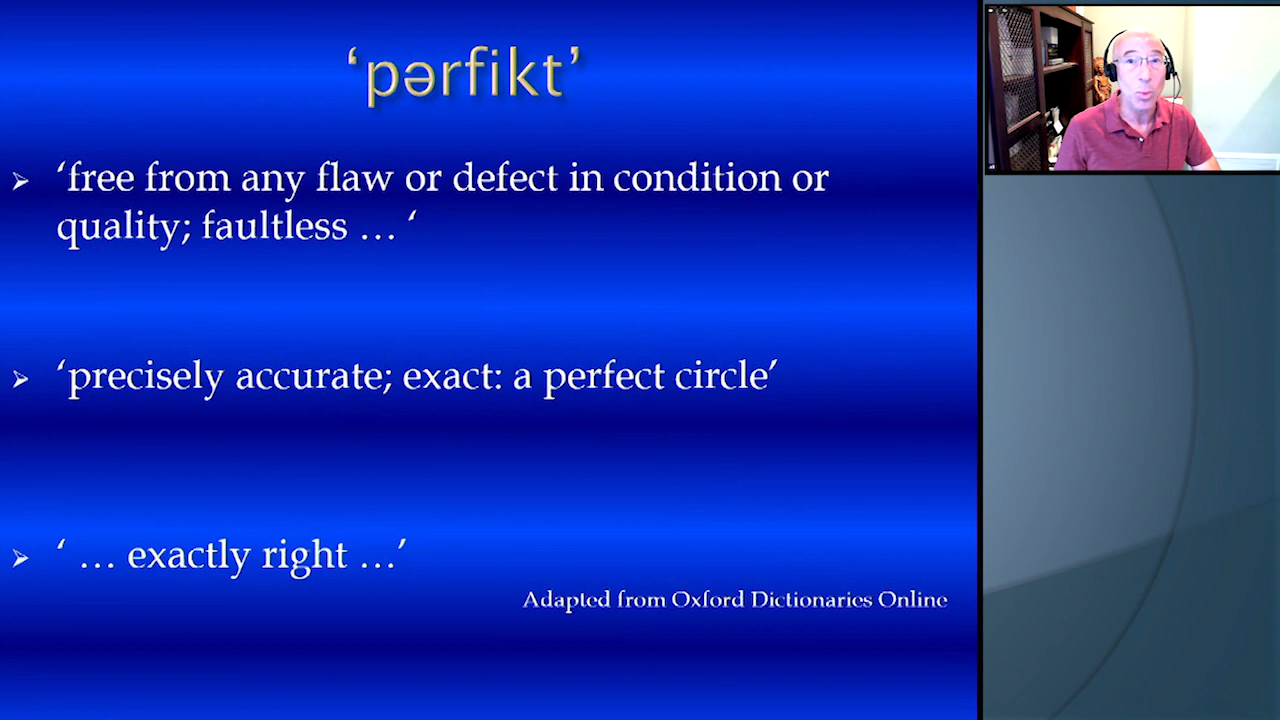 ‘pərfikt’
‘free from any flaw or defect in condition or
quality; faultless … ‘
‘precisely accurate; exact: a perfect circle’
‘ … exactly right …’
Adapted from Oxford Dictionaries Online